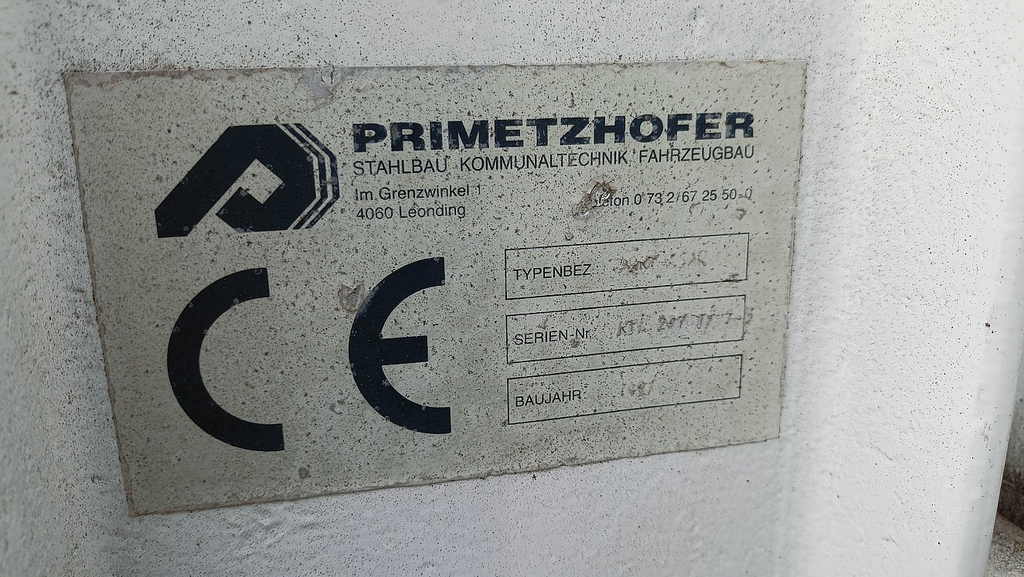 PRIMETZHOFER
STAHLBAU KOMMUNALTECHNIK FAHRZEUGBAU
Im Grenzwinkel 1
4060 Leonding
0 73 2/67 25 50-0
CE
TYPENBEZ.:
SERIEN-Nr.
BAUJAHR: